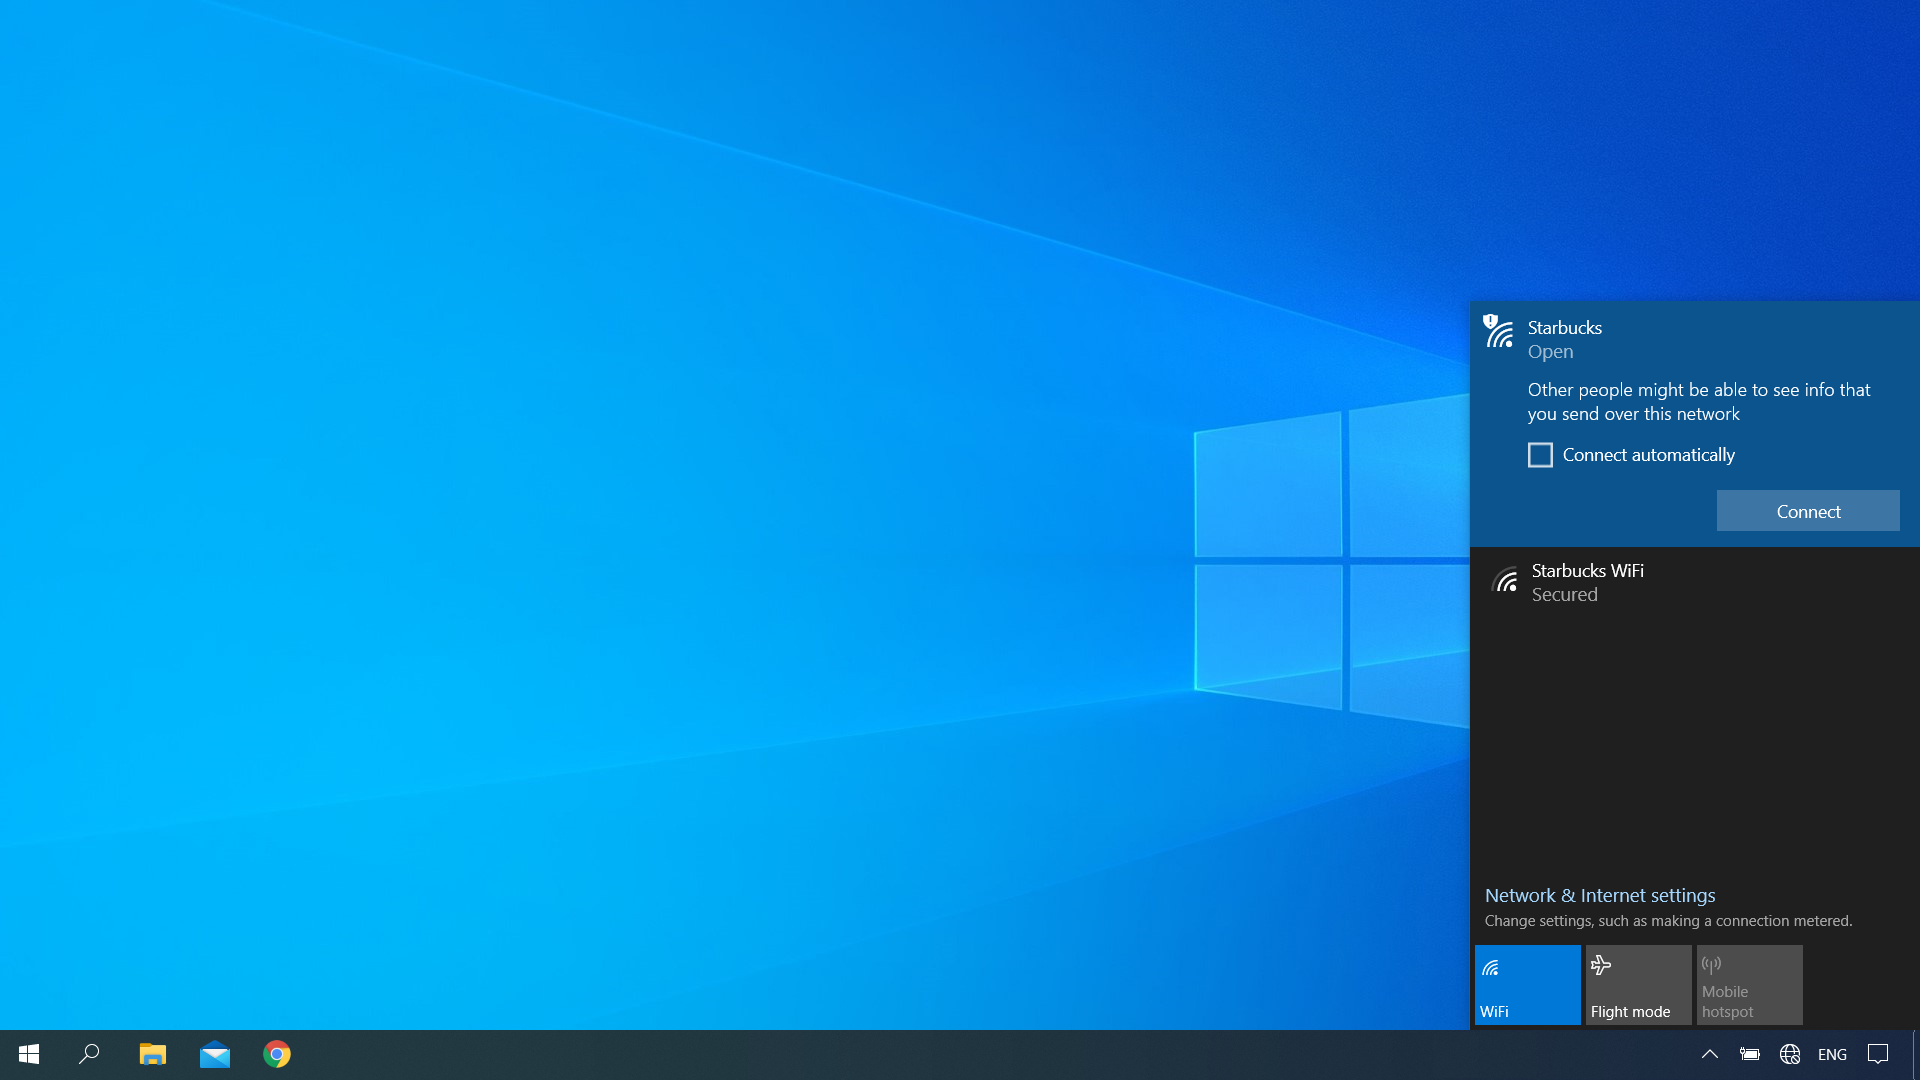 Starbucks
Open
Other people might be able to see info that
you send over this network
Connect automatically
Connect
Starbucks WiFi
Secured
Network & Internet settings
Change settings, such as making a connection metered.
WiFi
Flight mode
Mobile
hotspot
ENG